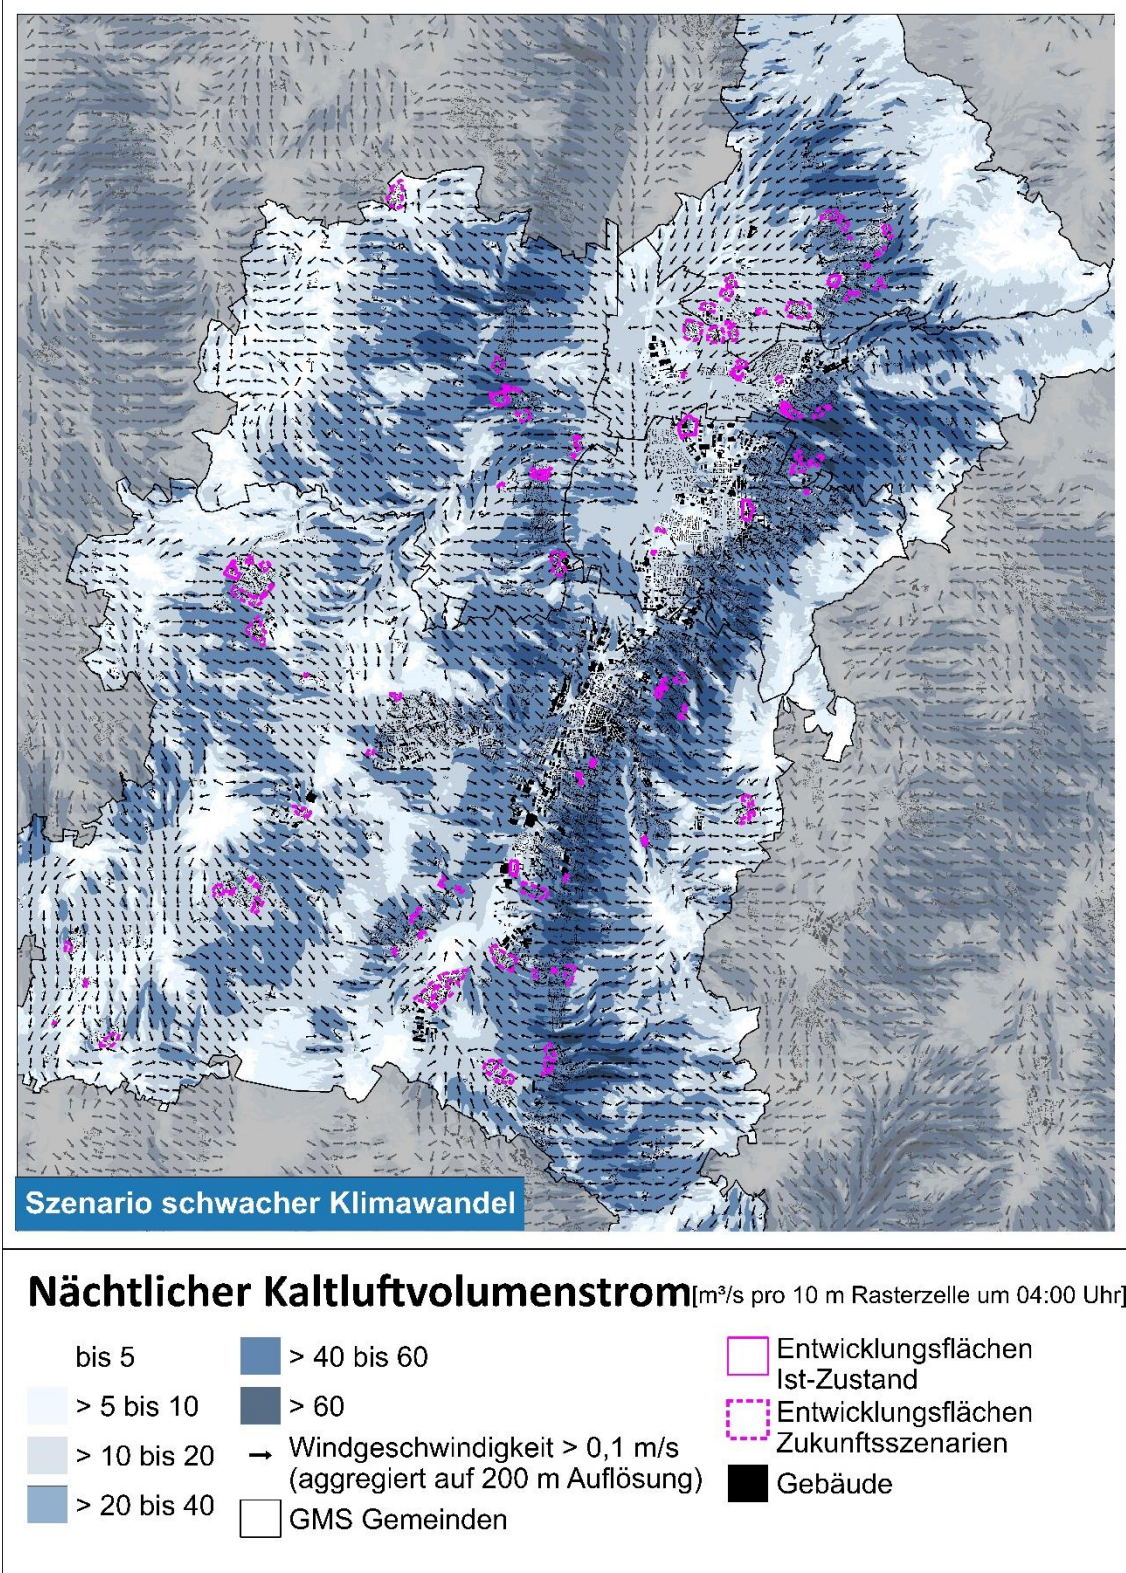 Szenario schwacher Klimawandel
Nächtlicher Kaltluftvolumenstrom[m³/s pro 10 m Rasterzelle um 04:00 Uhr]
bis 5
> 5 bis 10
> 10 bis 20
> 20 bis 40
> 40 bis 60
> 60
Windgeschwindigkeit > 0,1 m/s
(aggregiert auf 200 m Auflösung)
GMS Gemeinden
Entwicklungsflächen
Ist-Zustand
Entwicklungsflächen
Zukunftsszenarien
Gebäude